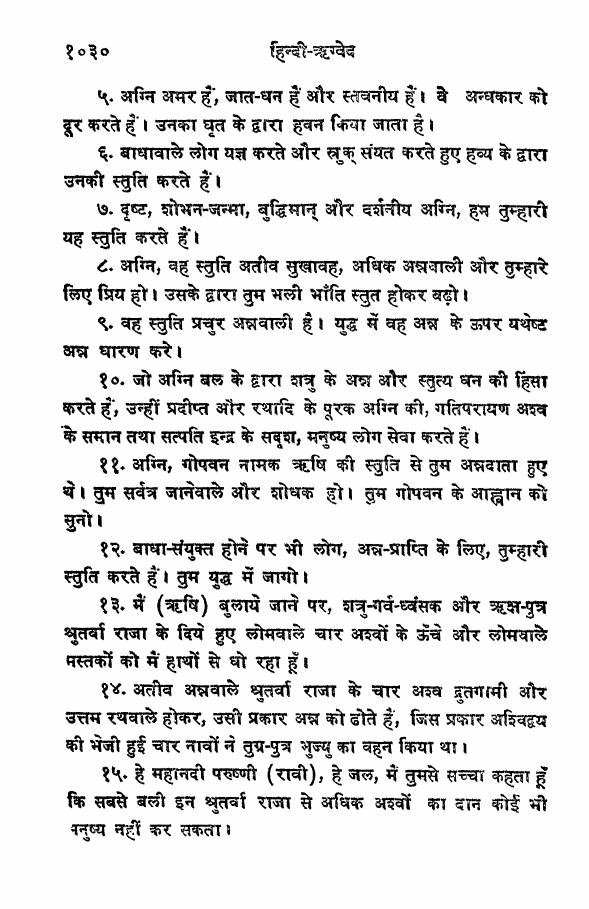 १०३० हिन्दी-ऋग्वेद
५. अग्नि अमर हैं, जात-धन हैं और स्तवनीय हैं। वे अन्धकार को
दूर करते हैं। उनका घृत के द्वारा हवन किया जाता है।
६. बाधावाले लोग यज्ञ करते और स्रुक् संयत करते हुए हव्य के द्वारा
उनकी स्तुति करते हैं।
७. दृष्ट, शोभन-जन्मा, बुद्धिमान् और दर्शनीय अग्नि, हम तुम्हारी
यह स्तुति करते हैं।
८. अग्नि, वह स्तुति अतीव सुखावह, अधिक अन्नवाली और तुम्हारे
लिए प्रिय हो। उसके द्वारा तुम भली भाँति स्तुत होकर बढ़ो।
९. वह स्तुति प्रचुर अन्नवाली है। युद्ध में वह अन्न के ऊपर यथेष्ट
अन्न धारण करे।
१०. जो अग्नि बल के द्वारा शत्रु के अन्न और स्तुत्य धन की हिंसा
करते हैं, उन्हीं प्रदीप्त और रथादि के पूरक अग्नि की, गतिपरायण अश्व
के समान तथा सत्पति इन्द्र के सदृश, मनुष्य लोग सेवा करते हैं।
११. अग्नि, गोपवन नामक ऋषि की स्तुति से तुम अन्नदाता हुए
थे। तुम सर्वत्र जानेवाले और शोधक हो। तुम गोपवन के आह्वान को
सुनो।
१२. बाधा-संयुक्त होने पर भी लोग, अन्न-प्राप्ति के लिए, तुम्हारी
स्तुति करते हैं। तुम युद्ध में जागो।
१३. मैं (ऋषि) बुलाये जाने पर, शत्रु-गर्व-ध्वंसक और ऋक्ष-पुत्र
श्रुतर्वा राजा के दिये हुए लोमवाले चार अश्वों के ऊँचे और लोमवाले
मस्तकों को मैं हाथों से धो रहा हूँ।
१४. अतीव अन्नवाले श्रुतर्वा राजा के चार अश्व द्रुतगामी और
उत्तम रथवाले होकर, उसी प्रकार अन्न को ढोते हैं, जिस प्रकार अश्विद्वय
की भेजी हुई चार नावों ने तुग्र-पुत्र भुज्यु का वहन किया था।
१५. हे महानदी परुष्णी (रावी), हे जल, मैं तुमसे सच्चा कहता हूँ
कि सबसे बली इन श्रुतर्वा राजा से अधिक अश्वों का दान कोई भी
मनुष्य नहीं कर सकता।